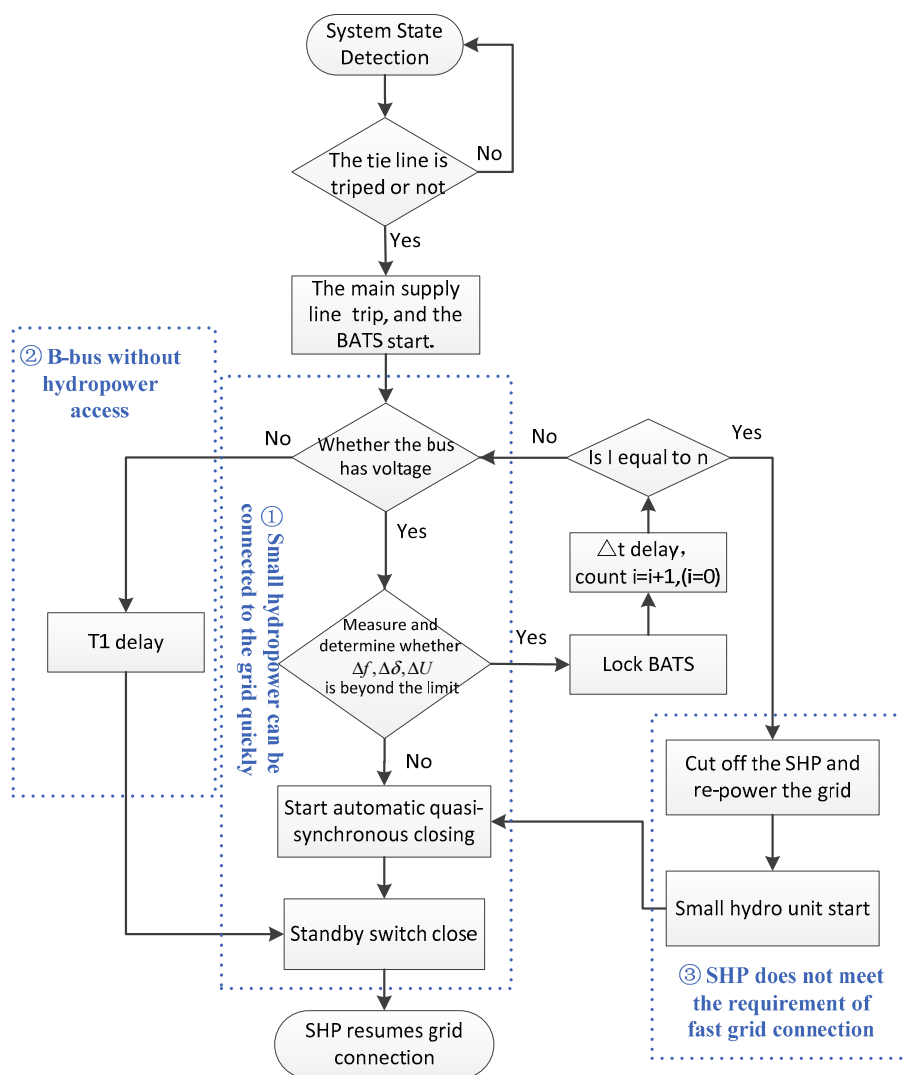 System State
Detection
The tie line is
triped or not
No
Yes
The main supply
line trip, and the
BATS start.
② B-bus without
hydropower
access
No
Whether the bus
has voltage
No
Is I equal to n
Yes
① Small hydropower can be
connected to the grid quickly
Yes
△t delay,
count i=i+1,(i=0)
T1 delay
Measure and
determine whether
Δf,Δδ,ΔU
is beyond the limit
Yes
Lock BATS
No
Cut off the SHP and
re-power the grid
Start automatic quasi-
synchronous closing
Small hydro unit start
Standby switch close
③ SHP does not meet
the requirement of
fast grid connection
SHP resumes grid
connection